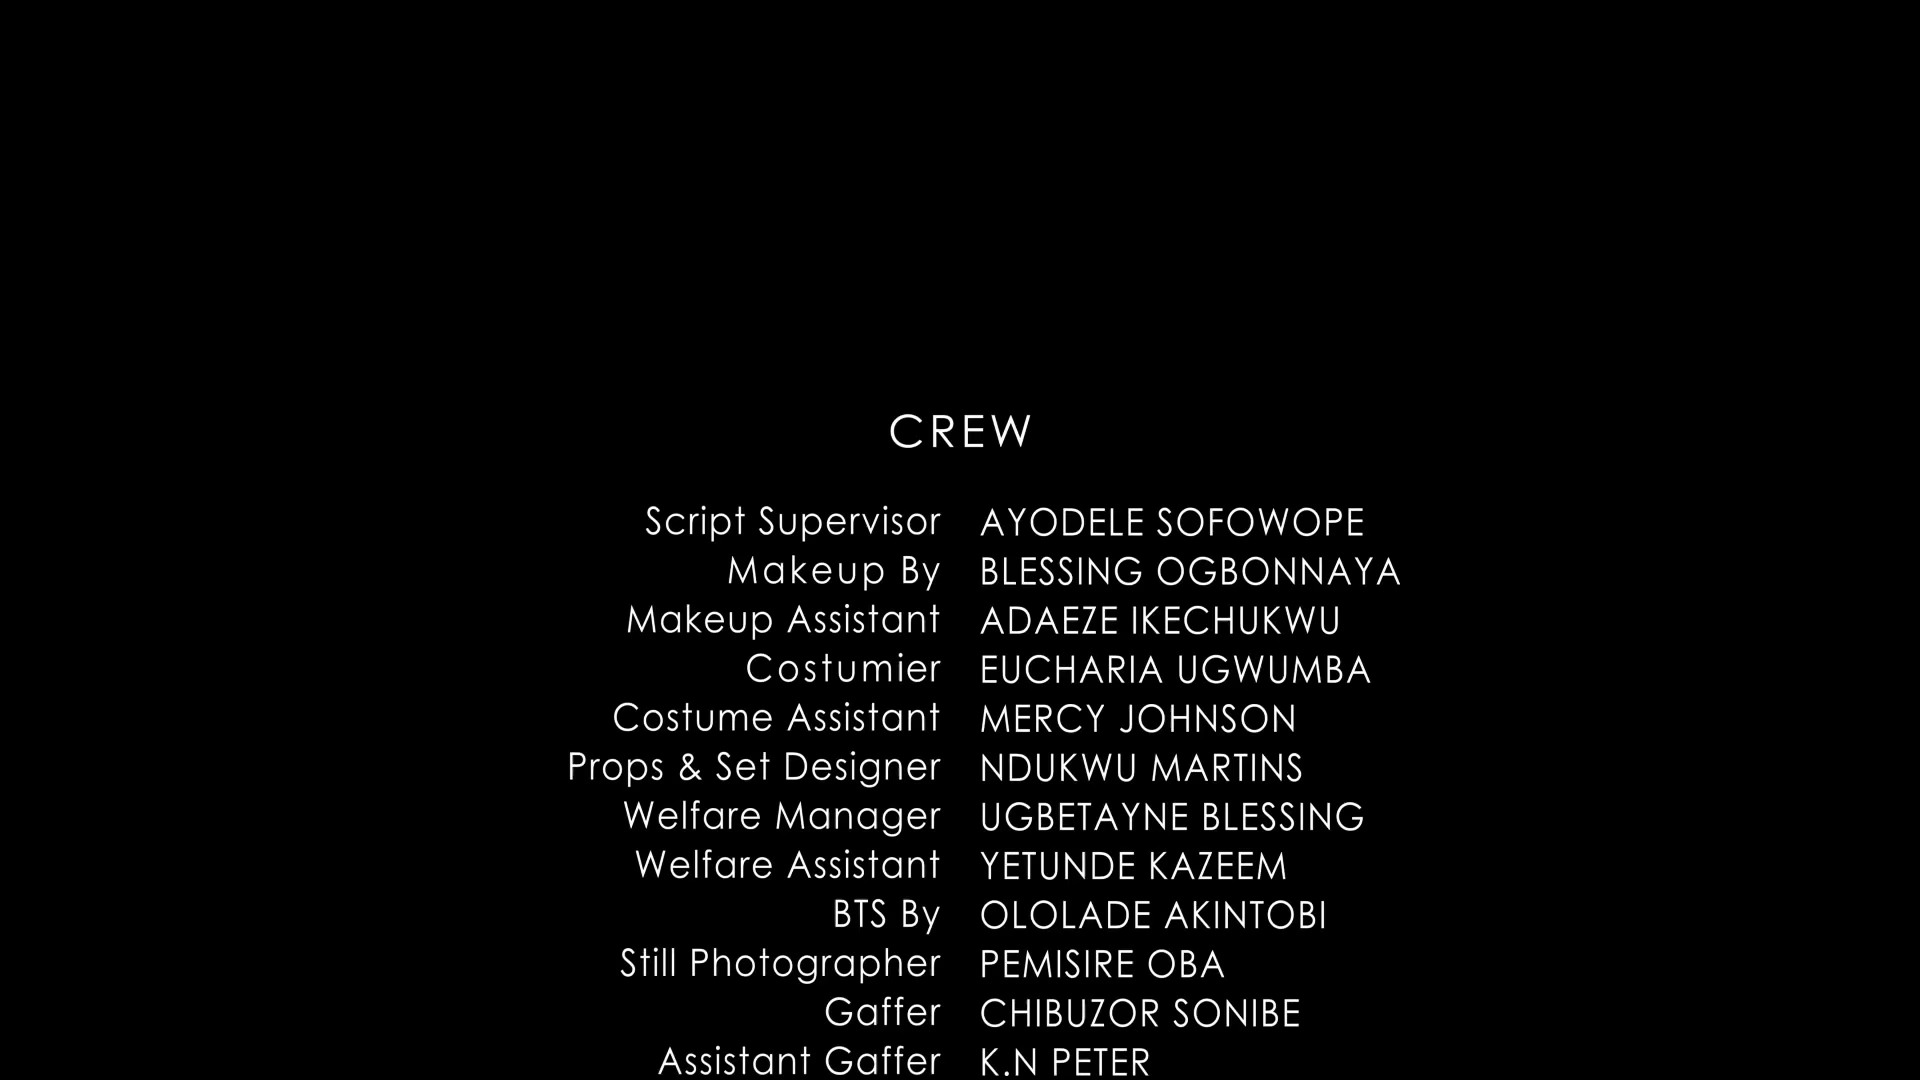 CREW
Script Supervisor AYODELE SOFOWOPE
Makeup By BLESSING OGBONNAYA
Makeup Assistant ADAEZE IKECHUKWU
Costumier EUCHARIA UGWUMBA
Costume Assistant MERCY JOHNSON
Props & Set Designer NDUKWU MARTINS
Welfare Manager UGBETAYNE BLESSING
Welfare Assistant YETUNDE KAZEEM
BTS By OLOLADE AKINTOBI
Still Photographer PEMISIRE OBA
Gaffer CHIBUZOR SONIBE
Assistant Gaffer K.N PETER